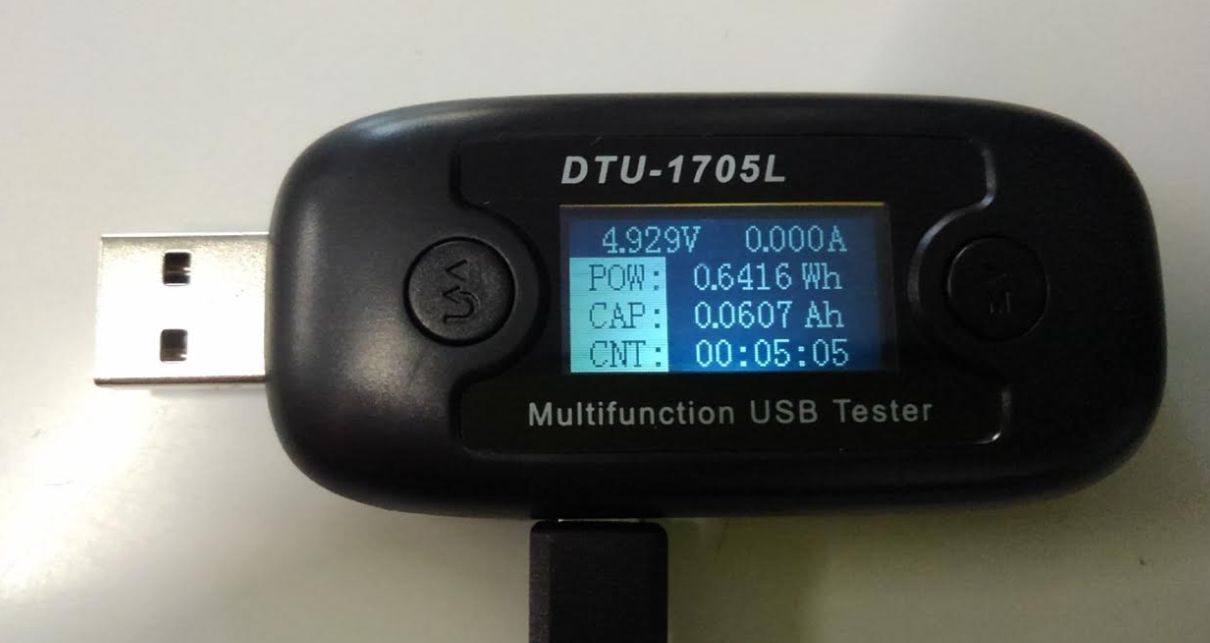 DTU-1705L
4.929V 0.000A
POW: 0.6416 Wh
CAP: 0.0607 Ah
CNT: 00:05:05
M
Multifunction USB Tester